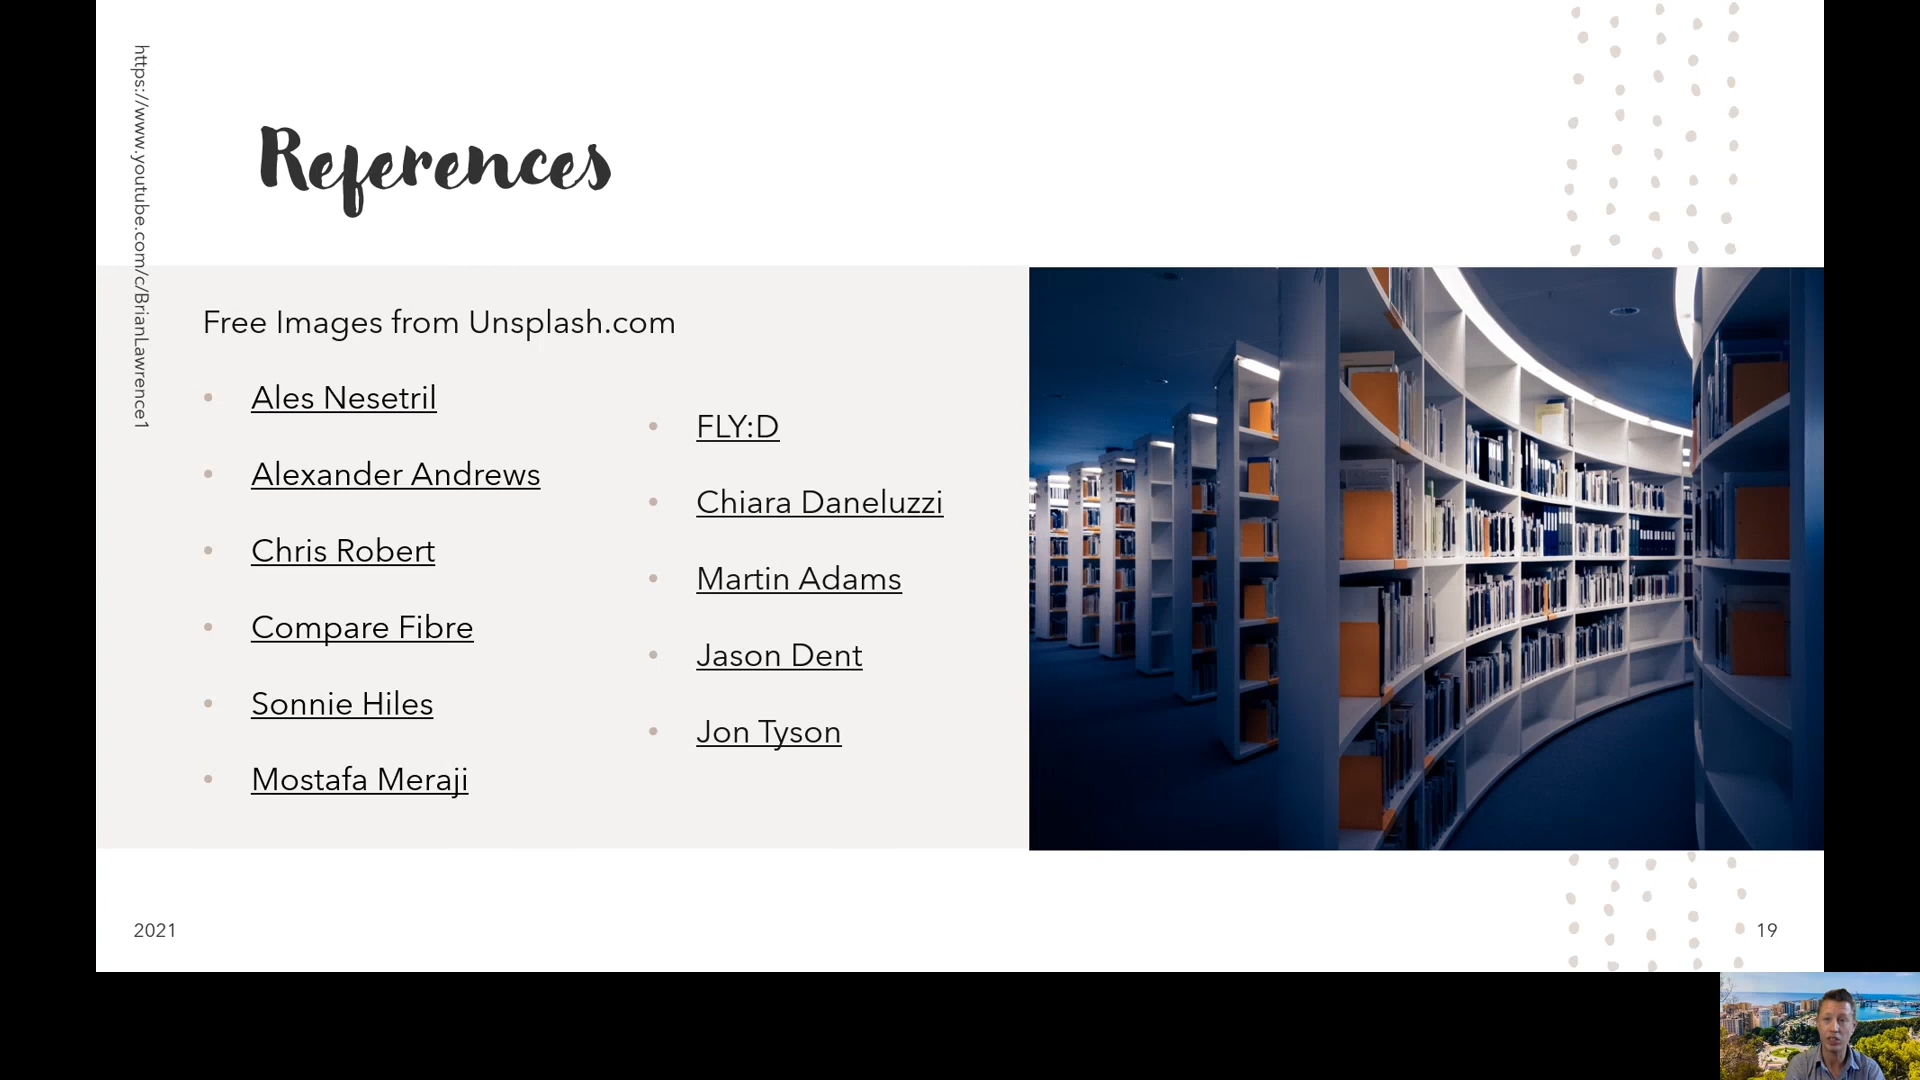 https://www.youtube.com/c/BrianLawrence1
References
Free Images from Unsplash.com
Ales Nesetril
Alexander Andrews
Chris Robert
Compare Fibre
Sonnie Hiles
Mostafa Meraji
FLY:D
Chiara Daneluzzi
Martin Adams
Jason Dent
Jon Tyson
2021
19